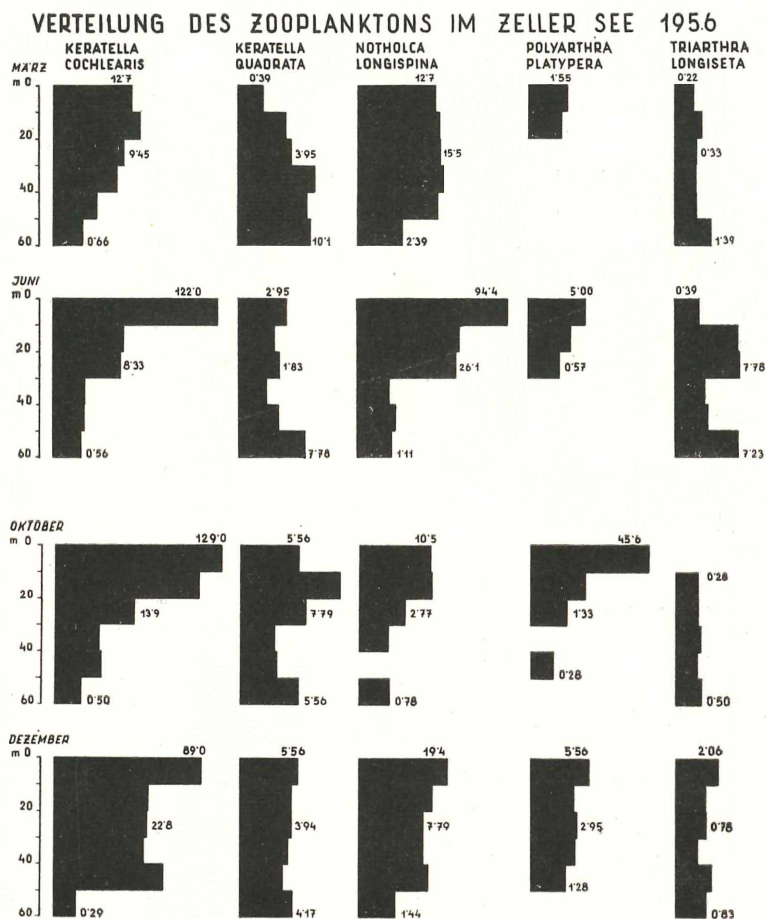 VERTEILUNG DES ZOOPLANKTONS IM ZELLER SEE 1956
KERATELLA COCHLEARIS
KERATELLA QUADRATA
NOTHOLCA LONGISPINA
POLYARTHRA PLATYPERA
TRIARTHRA LONGISETA
MÄRZ
m 0 12'7 0'39 12'7 1'55 0'22
20 9'45 3'95 15'5 0'33
40
60 0'66 10'1 2'39 1'39
JUNI
m 0 122'0 2'95 94'4 5'00 0'39
20 8'33 1'83 26'1 0'57 7'78
40
60 0'56 7'78 1'11 7'23
OKTOBER
m 0 129'0 5'56 10'5 45'6 0'28
20 13'9 7'79 2'77 1'33
40 0'28
60 0'50 5'56 0'78 0'50
DEZEMBER
m 0 89'0 5'56 19'4 5'56 2'06
20 22'8 3'94 7'79 2'95 0'78
40 1'28
60 0'29 4'17 1'44 0'83